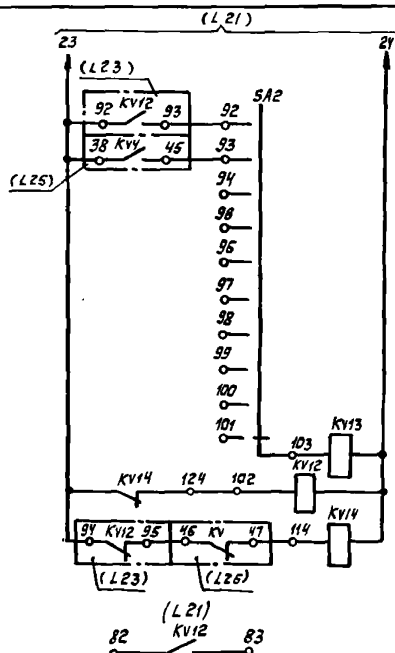 (L21)
23 24
(L23)
SA2
92 KV12 93 92
38 KV4 45 93
(L25)
94
98
96
97
98
99
100
101
103 KV13
KV14 124 102 KV12
94 KV12 95 46 KV 47 114 KV14
(L23) (L26)
(L21)
82 KV12 83